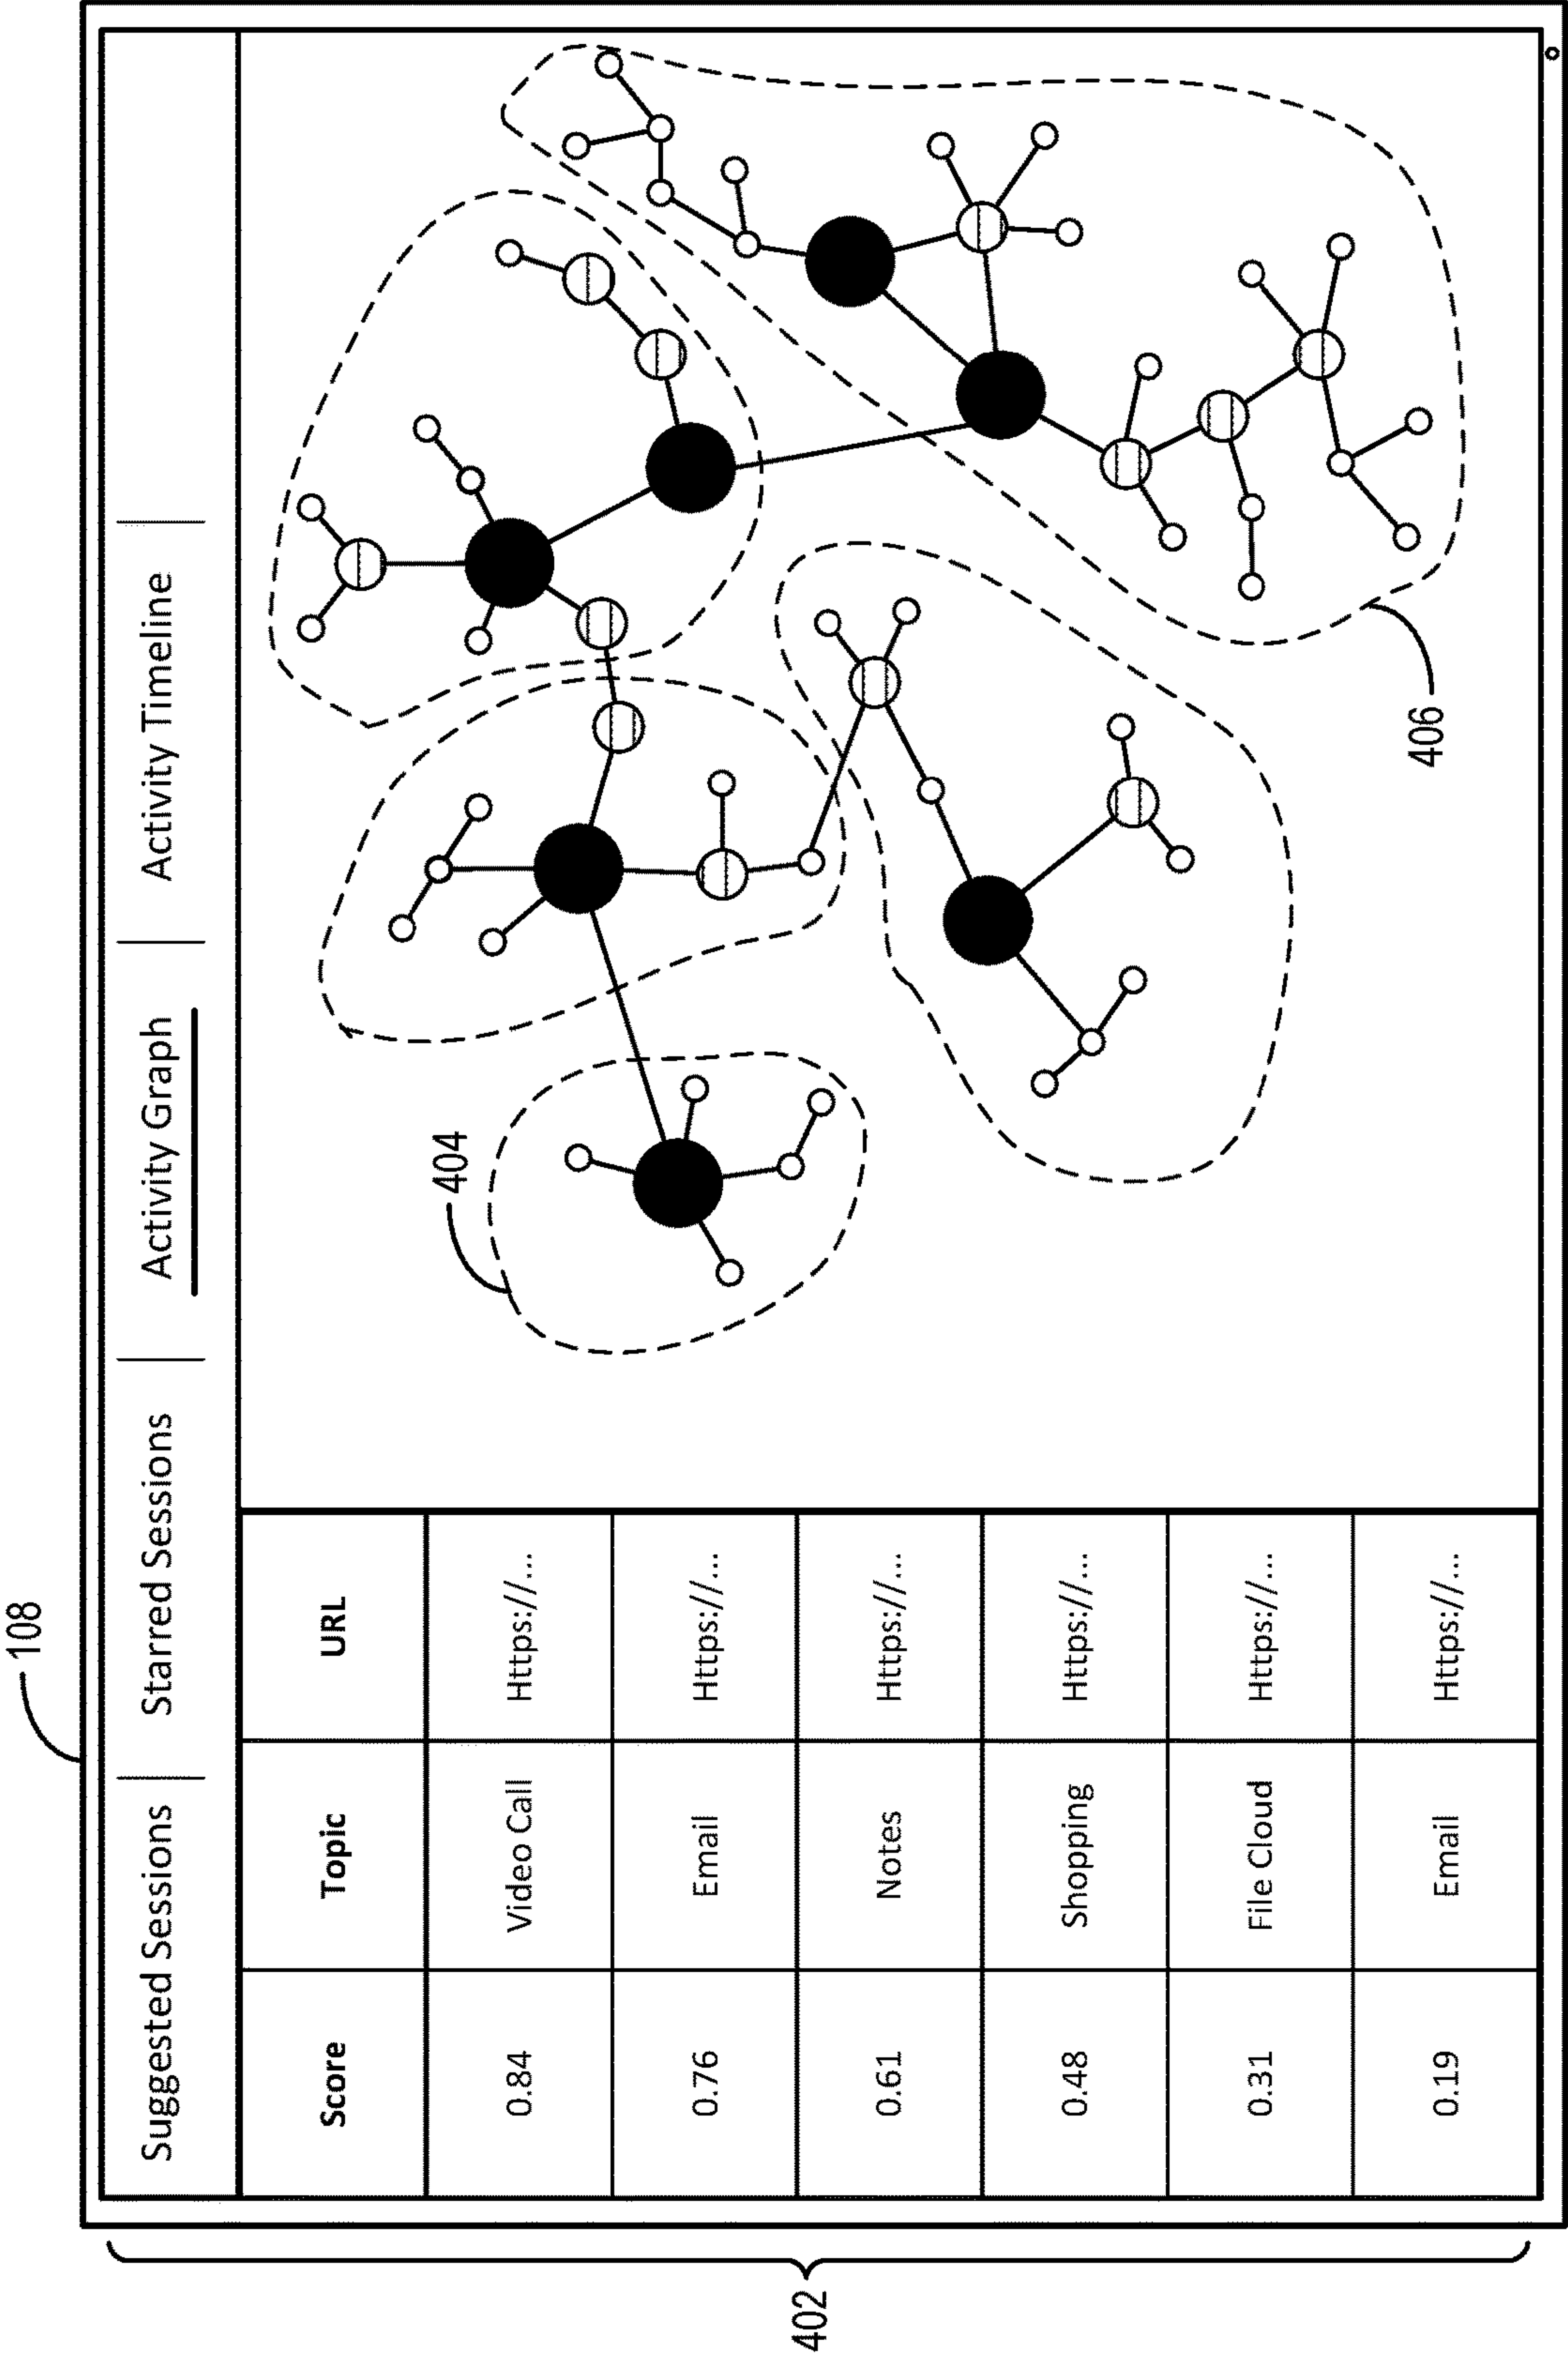 108
Suggested Sessions
Starred Sessions
Activity Graph
Activity Timeline
Score Topic URL
0.84 Video Call Https://...
0.76 Email Https://...
0.61 Notes Https://...
0.48 Shopping Https://...
0.31 File Cloud Https://...
0.19 Email Https://...
404
406
402